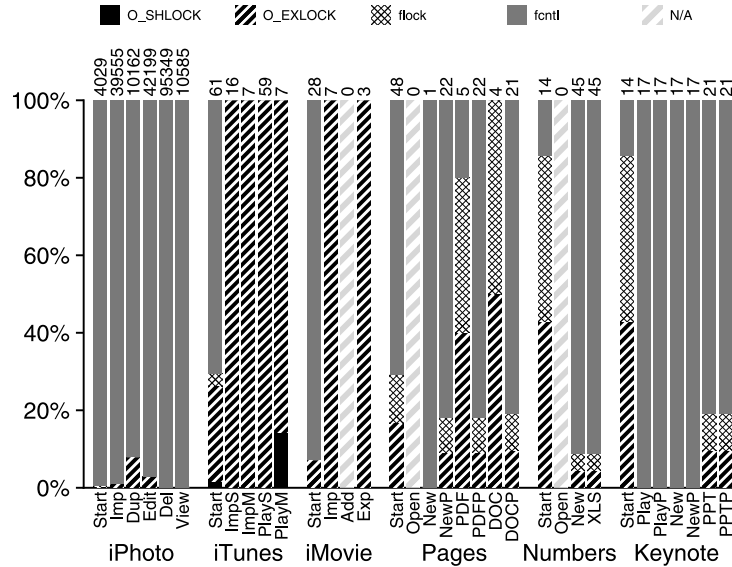 O_SHLOCK O_EXLOCK flock fcntl N/A
4029 39555 10162 42199 95349 10585 61 16 7 59 7 28 7 0 3 48 0 1 22 5 22 4 21 14 0 45 45 14 17 17 17 17 21 21
100%
80%
60%
40%
20%
0%
Start Imp Dup Edit Del View Start ImpS ImpM PlayS PlayM Start Imp Add Exp Start Open New NewP PDF PDFP DOC DOCP Start Open New XLS Start Play PlayP New NewP PPT PPTP
iPhoto iTunes iMovie Pages Numbers Keynote